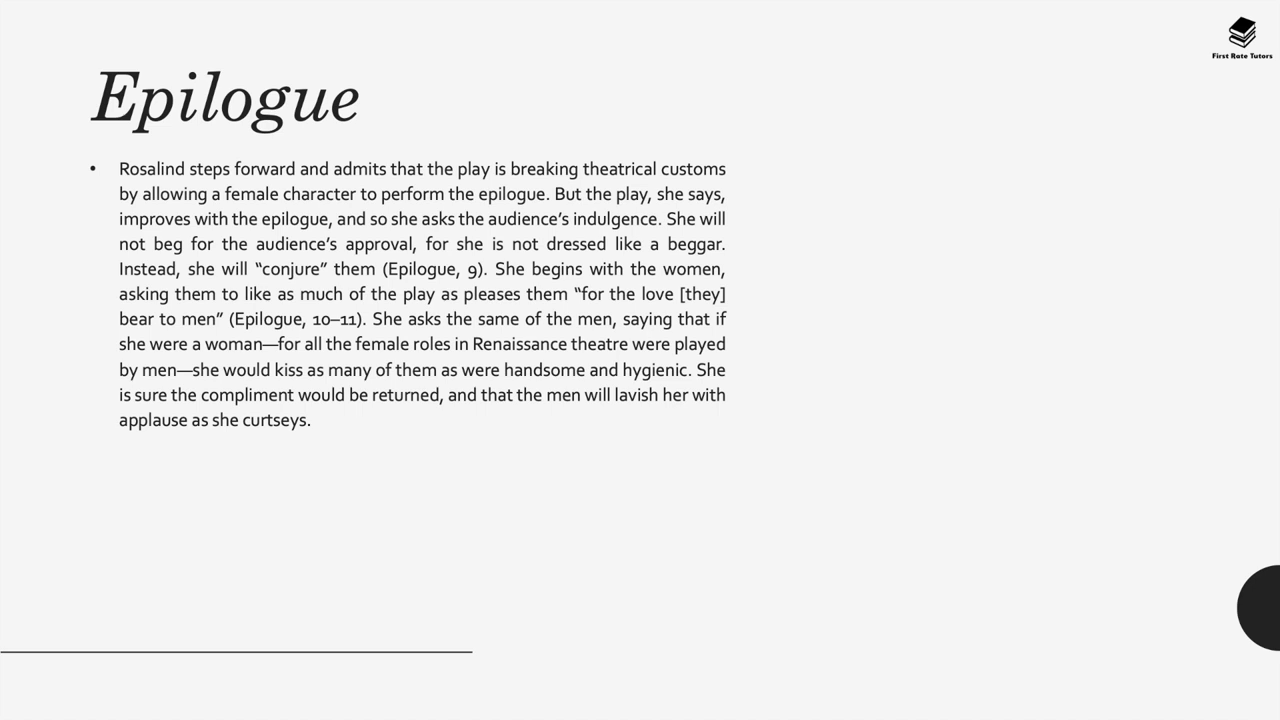 First Rate Tutors
Epilogue
• Rosalind steps forward and admits that the play is breaking theatrical customs
by allowing a female character to perform the epilogue. But the play, she says,
improves with the epilogue, and so she asks the audience’s indulgence. She will
not beg for the audience’s approval, for she is not dressed like a beggar.
Instead, she will “conjure” them (Epilogue, 9). She begins with the women,
asking them to like as much of the play as pleases them “for the love [they]
bear to men” (Epilogue, 10–11). She asks the same of the men, saying that if
she were a woman—for all the female roles in Renaissance theatre were played
by men—she would kiss as many of them as were handsome and hygienic. She
is sure the compliment would be returned, and that the men will lavish her with
applause as she curtseys.